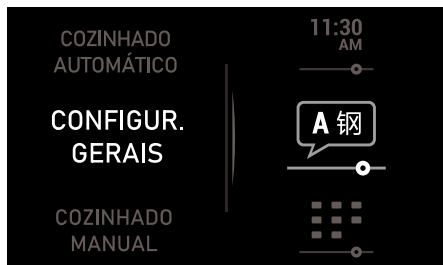 COZINHADO
AUTOMÁTICO
11:30
AM
CONFIGUR.
GERAIS
A 钢
COZINHADO
MANUAL